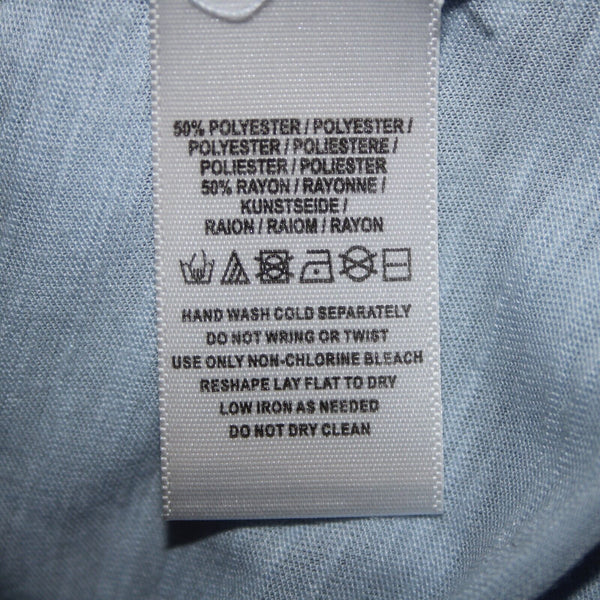 50% POLYESTER / POLYESTER /
POLYESTER / POLIESTERE /
POLIESTER / POLIESTER
50% RAYON / RAYONNE /
KUNSTSEIDE /
RAION / RAIOM / RAYON
HAND WASH COLD SEPARATELY
DO NOT WRING OR TWIST
USE ONLY NON-CHLORINE BLEACH
RESHAPE LAY FLAT TO DRY
LOW IRON AS NEEDED
DO NOT DRY CLEAN